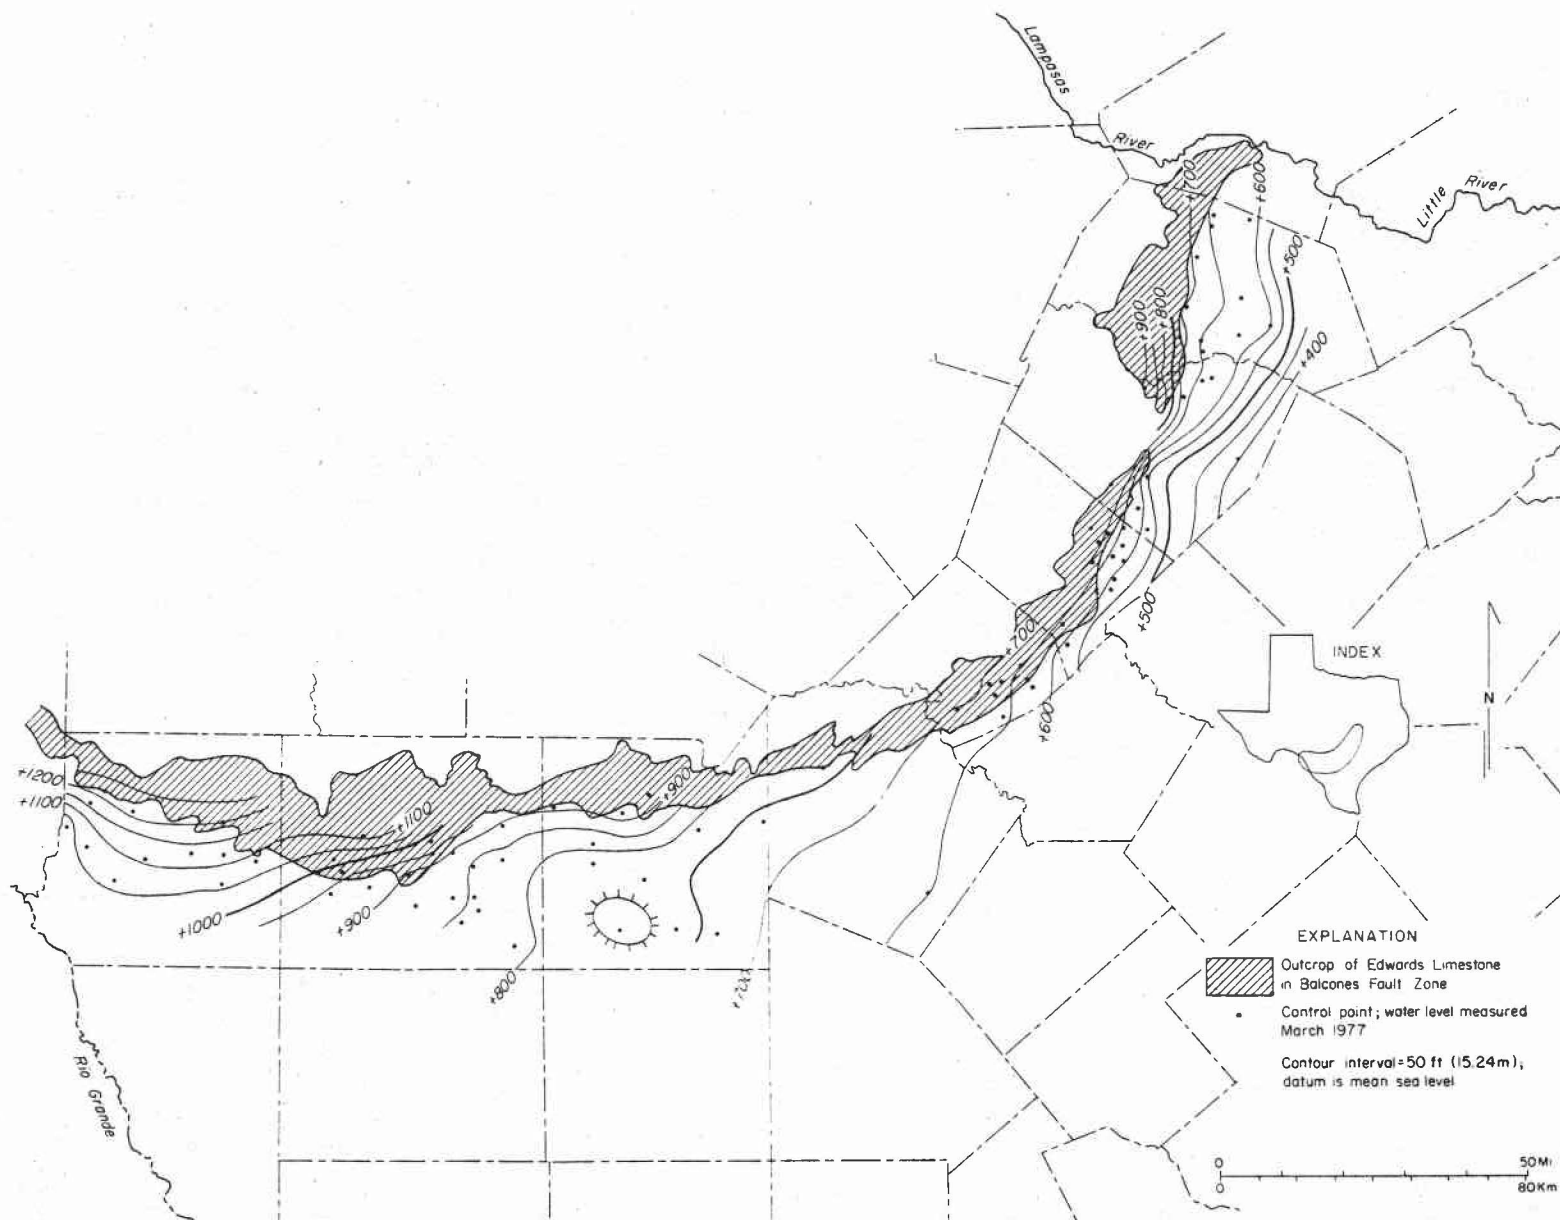 Lampasas
River
Little
River
+700
+600
+500
+900
+800
+400
+500
+700
+600
INDEX
N
+1200
+1100
+1100
+900
+1000
+900
+800
EXPLANATION
Outcrop of Edwards Limestone
in Balcones Fault Zone
Control point; water level measured
March 1977
Contour interval=50 ft (15.24m);
datum is mean sea level
Rio Grande
0 50Mi
0 80Km